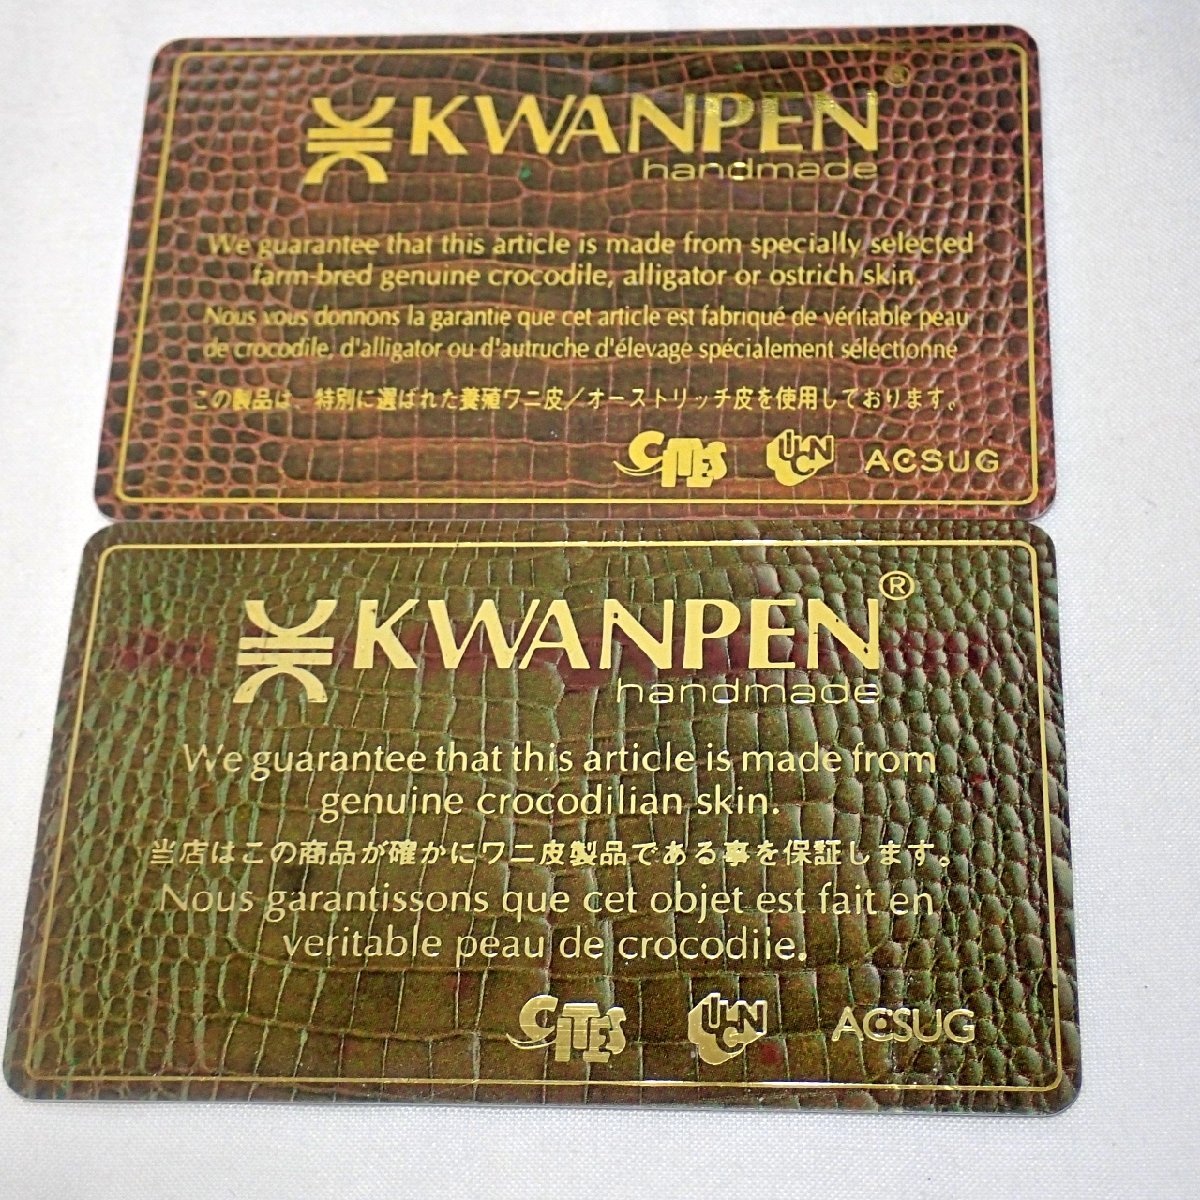 KWANPEN®
handmade
We guarantee that this article is made from specially selected
farm-bred genuine crocodile, alligator or ostrich skin.
Nous vous donnons la garantie que cet article est fabriqué de véritable peau
de crocodile, d'alligator ou d'autruche d'élevage spécialement sélectionne
この製品は、特別に選ばれた養殖ワニ皮／オーストリッチ皮を使用しております。
CITES IUCN ACSUG
KWANPEN®
handmade
We guarantee that this article is made from
genuine crocodilian skin.
当店はこの商品が確かにワニ皮製品である事を保証します。
Nous garantissons que cet objet est fait en
veritable peau de crocodile.
CITES IUCN ACSUG